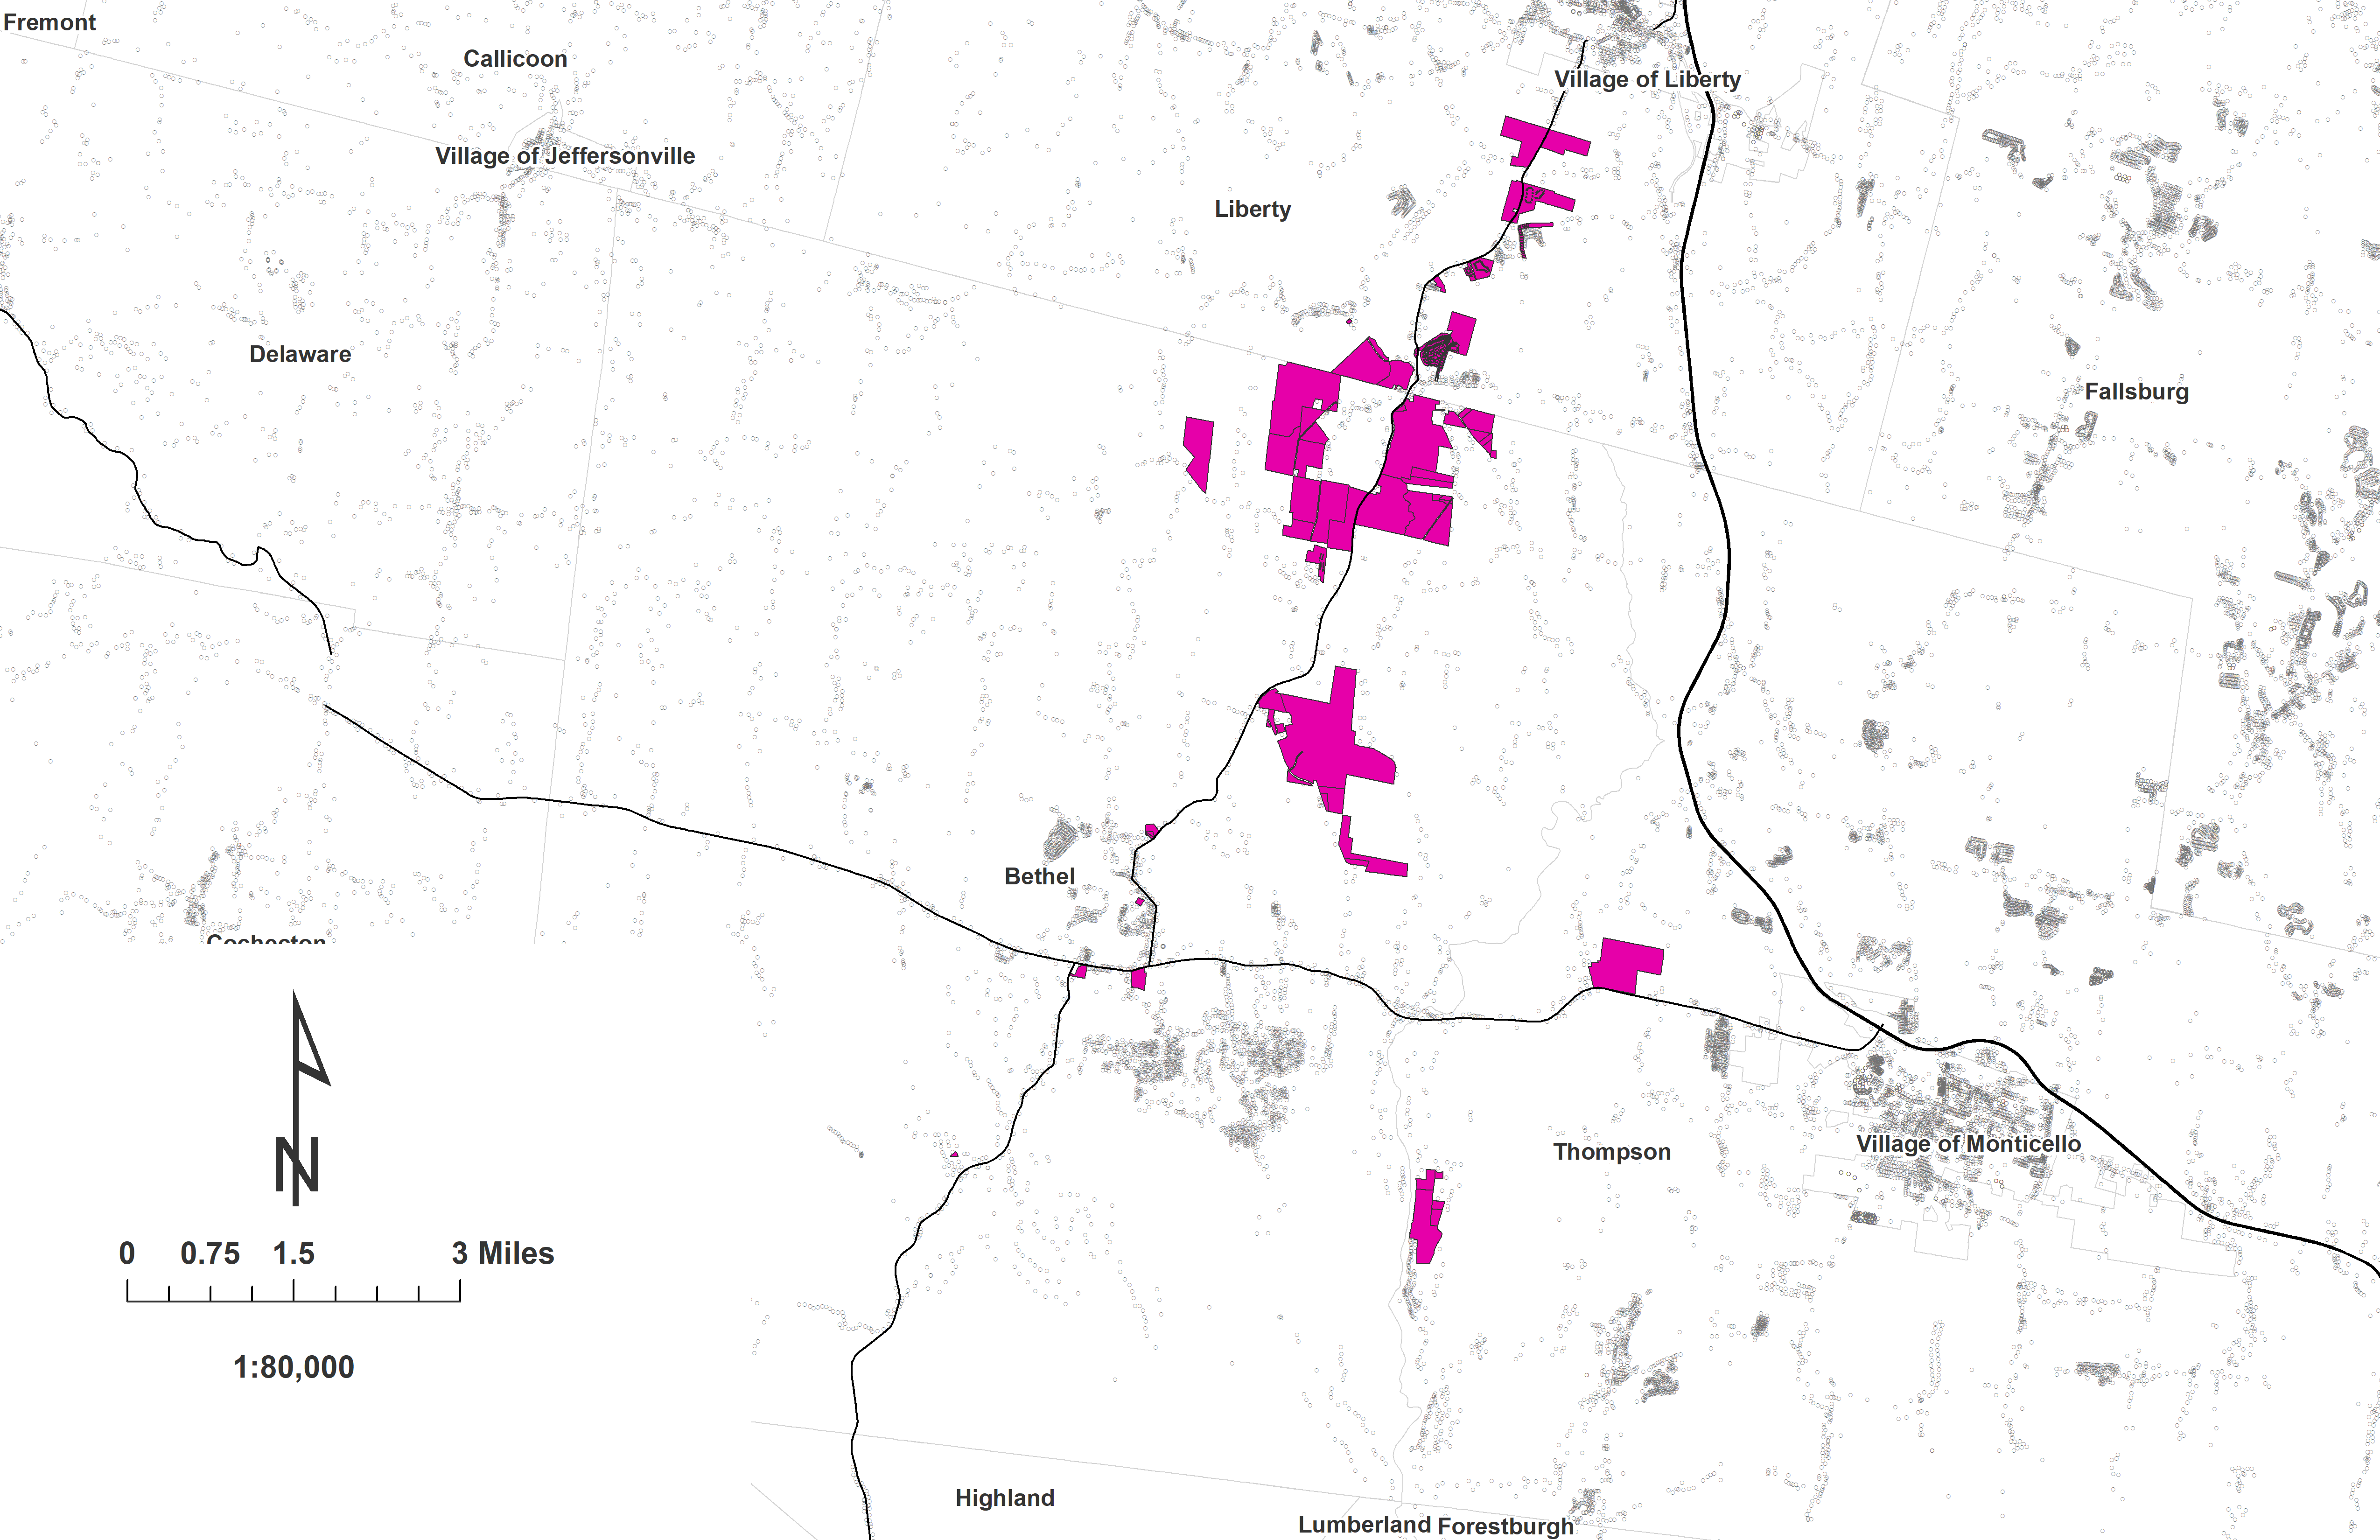 Fremont
Callicoon
Village of Liberty
Village of Jeffersonville
Liberty
Delaware
Fallsburg
Bethel
Cochecton
N
Thompson
Village of Monticello
0 0.75 1.5 3 Miles
1:80,000
Highland
Lumberland Forestburgh